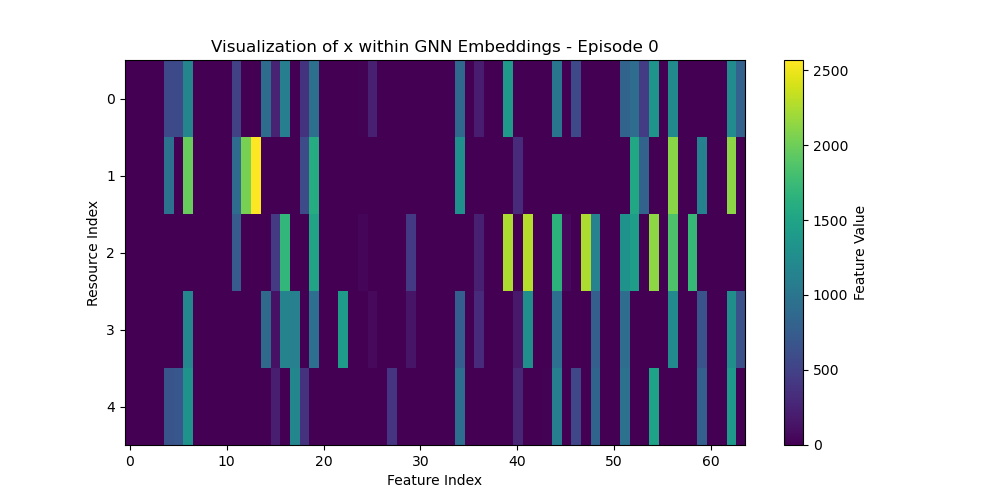 Visualization of x within GNN Embeddings - Episode 0
Resource Index
0
1
2
3
4
0 10 20 30 40 50 60
Feature Index
2500
2000
1500
1000
500
0
Feature Value